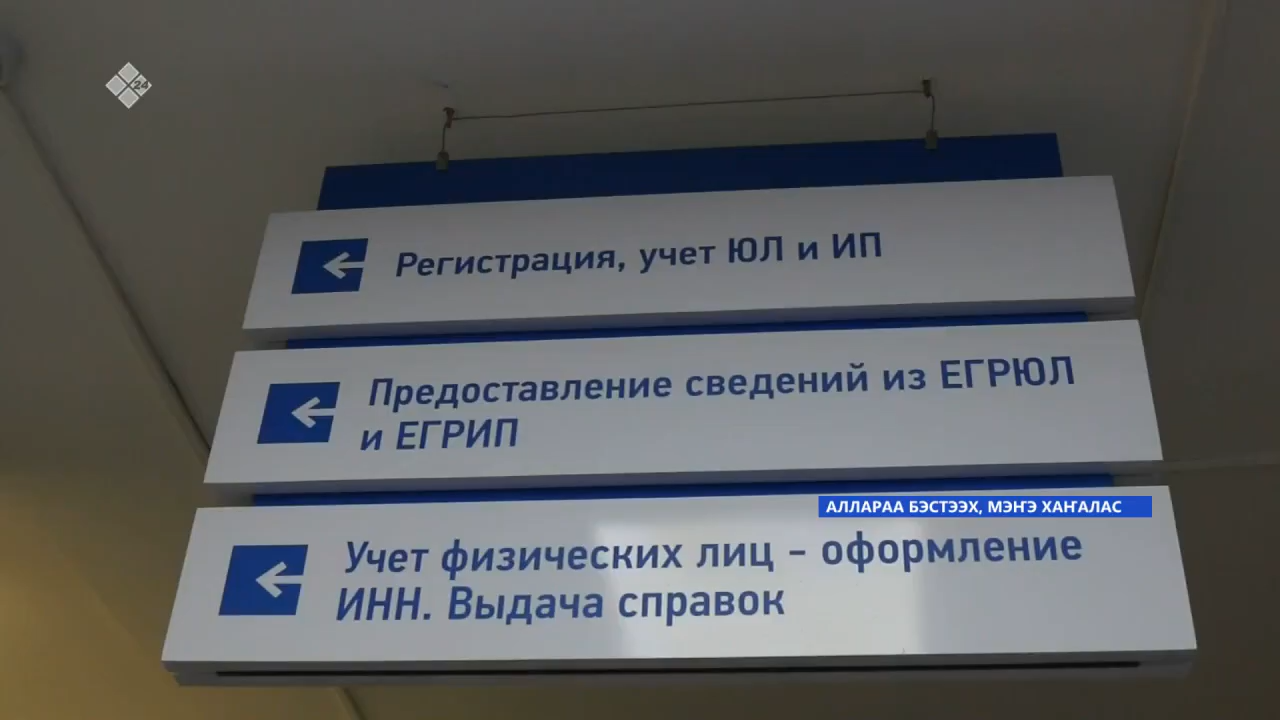 24
Регистрация, учет ЮЛ и ИП
Предоставление сведений из ЕГРЮЛ
и ЕГРИП
АЛЛАРАА БЭСТЭЭХ, МЭҤЭ ХАҤАЛАС
Учет физических лиц - оформление
ИНН. Выдача справок